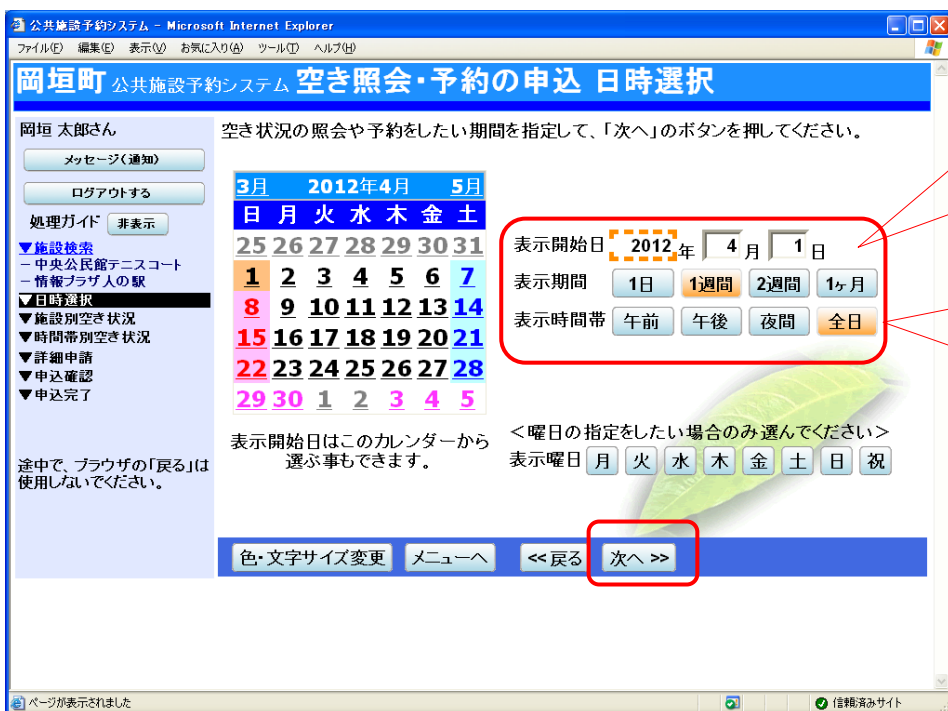 公共施設予約システム - Microsoft Internet Explorer
ファイル(F) 編集(E) 表示(V) お気に入り(A) ツール(T) ヘルプ(H)
岡垣町 公共施設予約システム 空き照会・予約の申込 日時選択
岡垣 太郎さん
メッセージ(通知)
ログアウトする
処理ガイド 非表示
▼施設検索
－中央公民館テニスコート
－情報プラザ人の駅
▼日時選択
▼施設別空き状況
▼時間帯別空き状況
▼詳細申請
▼申込確認
▼申込完了
途中で、ブラウザの「戻る」は
使用しないでください。
空き状況の照会や予約をしたい期間を指定して、「次へ」のボタンを押してください。
3月 2012年4月 5月
日 月 火 水 木 金 土
25 26 27 28 29 30 31
1 2 3 4 5 6 7
8 9 10 11 12 13 14
15 16 17 18 19 20 21
22 23 24 25 26 27 28
29 30 1 2 3 4 5
表示開始日はこのカレンダーから
選ぶ事もできます。
表示開始日 2012 年 4 月 1 日
表示期間 1日 1週間 2週間 1ヶ月
表示時間帯 午前 午後 夜間 全日
＜曜日の指定をしたい場合のみ選んでください＞
表示曜日 月 火 水 木 金 土 日 祝
色・文字サイズ変更 メニューへ <<戻る 次へ >>
ページが表示されました 信頼済みサイト